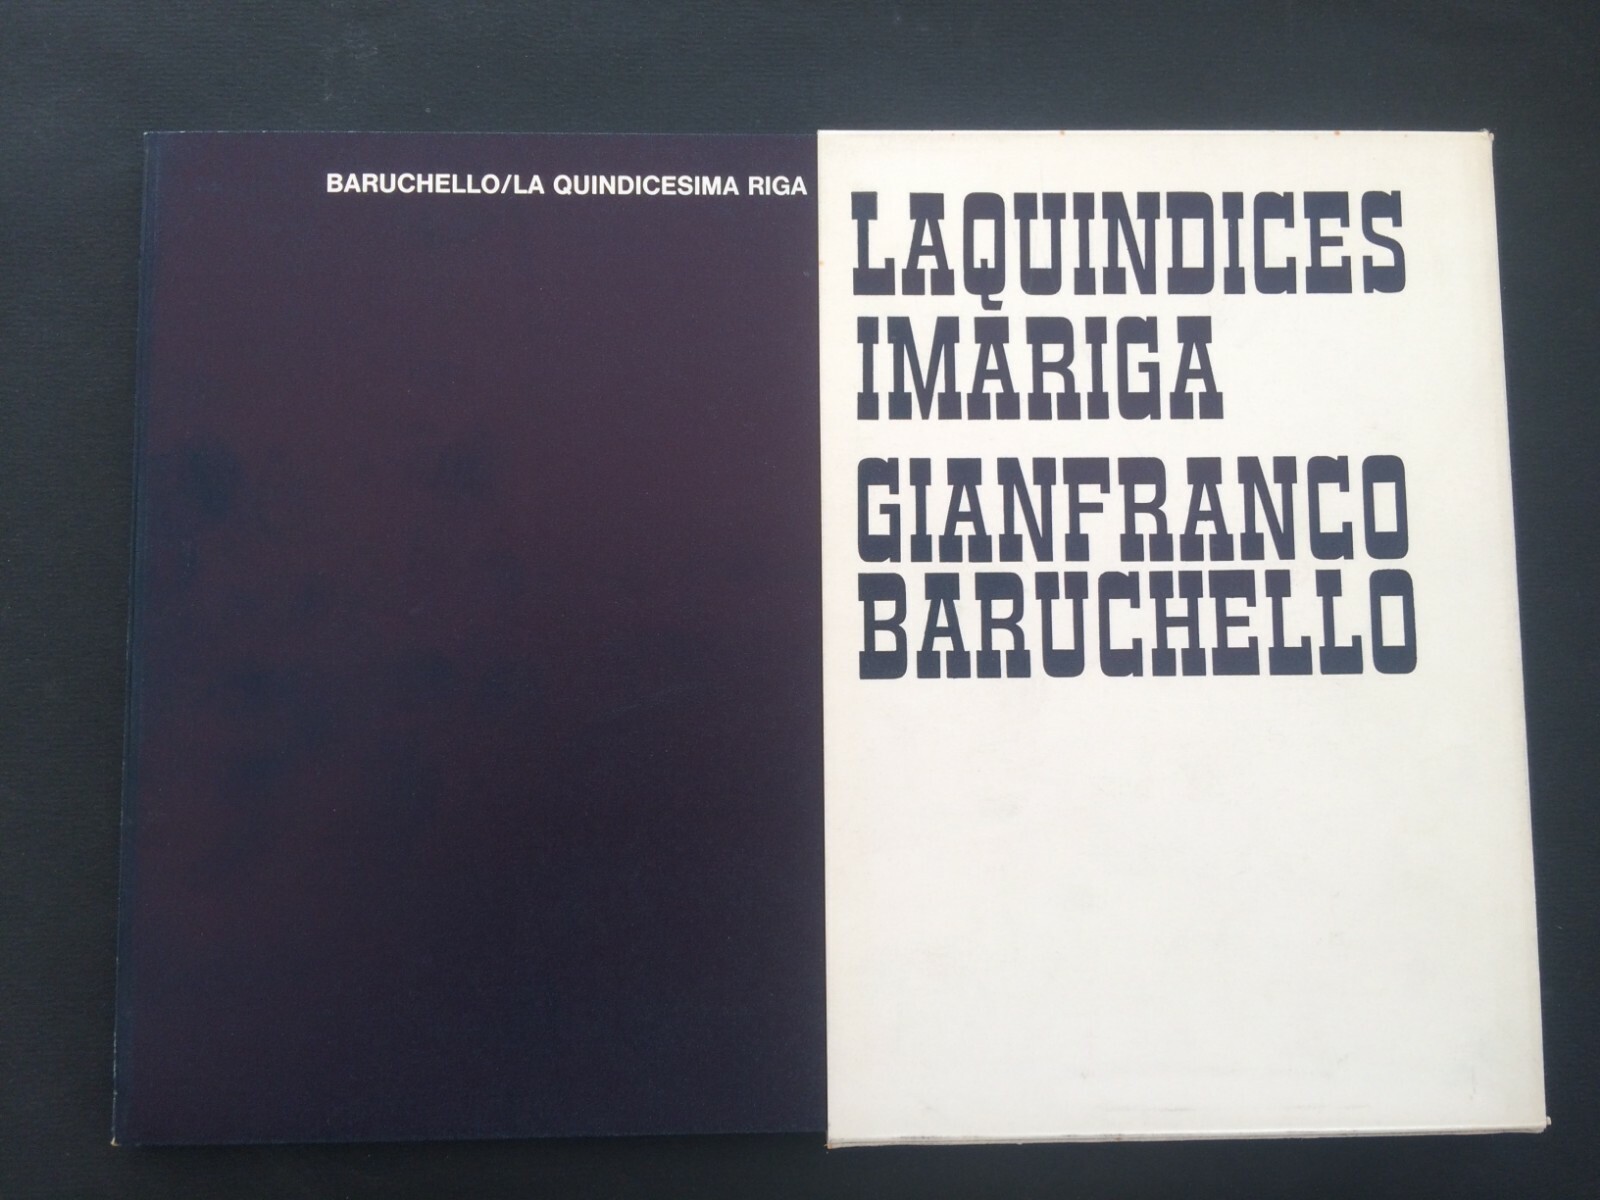 BARUCHELLO/LA QUINDICESIMA RIGA
LAQUINDICES
IMARIGA
GIANFRANCO
BARUCHELLO